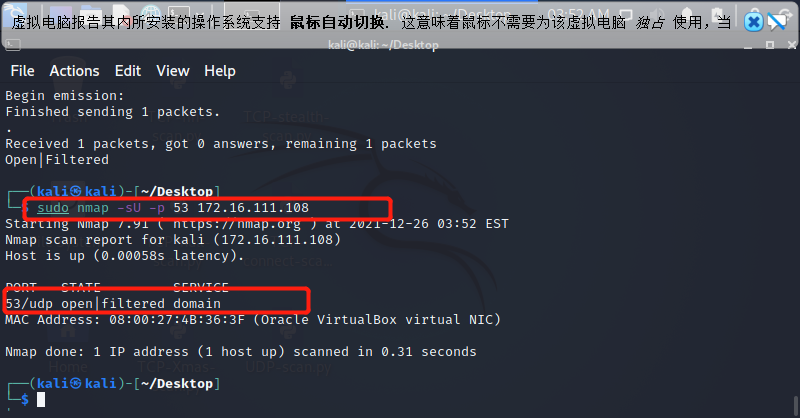 虚拟电脑报告其内所安装的操作系统支持 鼠标自动切换. 这意味着鼠标不需要为该虚拟电脑 独占 使用，当
kali@kali: ~/Desktop
File Actions Edit View Help
Begin emission:
Finished sending 1 packets.
.
Received 1 packets, got 0 answers, remaining 1 packets
Open|Filtered
┌──(kali㉿kali)-[~/Desktop]
└─$ sudo nmap -sU -p 53 172.16.111.108
Starting Nmap 7.91 ( https://nmap.org ) at 2021-12-26 03:52 EST
Nmap scan report for kali (172.16.111.108)
Host is up (0.00058s latency).
PORT   STATE         SERVICE
53/udp open|filtered domain
MAC Address: 08:00:27:4B:36:3F (Oracle VirtualBox virtual NIC)
Nmap done: 1 IP address (1 host up) scanned in 0.31 seconds
┌──(kali㉿kali)-[~/Desktop]
└─$